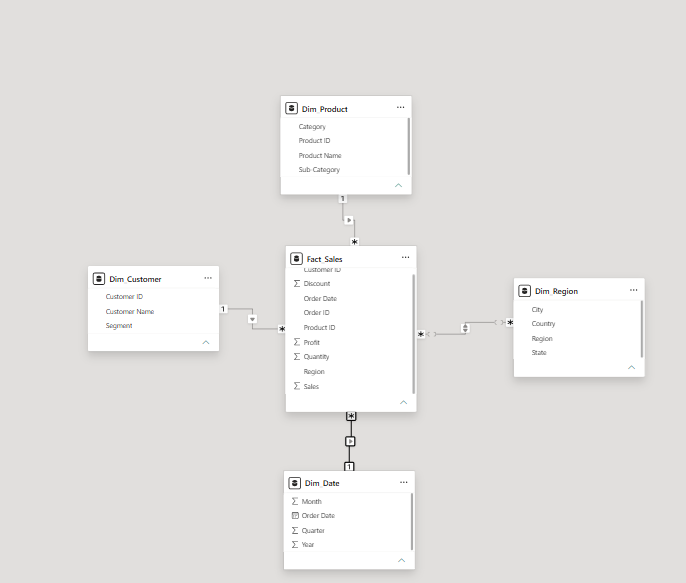 Dim_Product
Category
Product ID
Product Name
Sub-Category
1
*
Fact_Sales
Customer ID
Σ Discount
Order Date
Order ID
Product ID
Σ Profit
Σ Quantity
Region
Σ Sales
Dim_Customer
Customer ID
Customer Name
Segment
1
*
Dim_Region
City
Country
Region
State
*
*
*
1
Dim_Date
Σ Month
Order Date
Σ Quarter
Σ Year